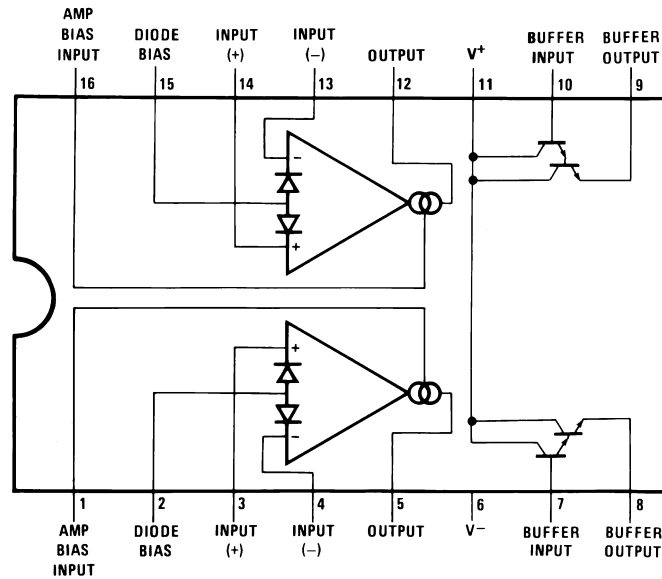 AMP
BIAS
INPUT
DIODE
BIAS
INPUT
(+)
INPUT
(−)
OUTPUT
V+
BUFFER
INPUT
BUFFER
OUTPUT
16
15
14
13
12
11
10
9
−
+
+
−
1
2
3
4
5
6
7
8
AMP
BIAS
INPUT
DIODE
BIAS
INPUT
(+)
INPUT
(−)
OUTPUT
V−
BUFFER
INPUT
BUFFER
OUTPUT